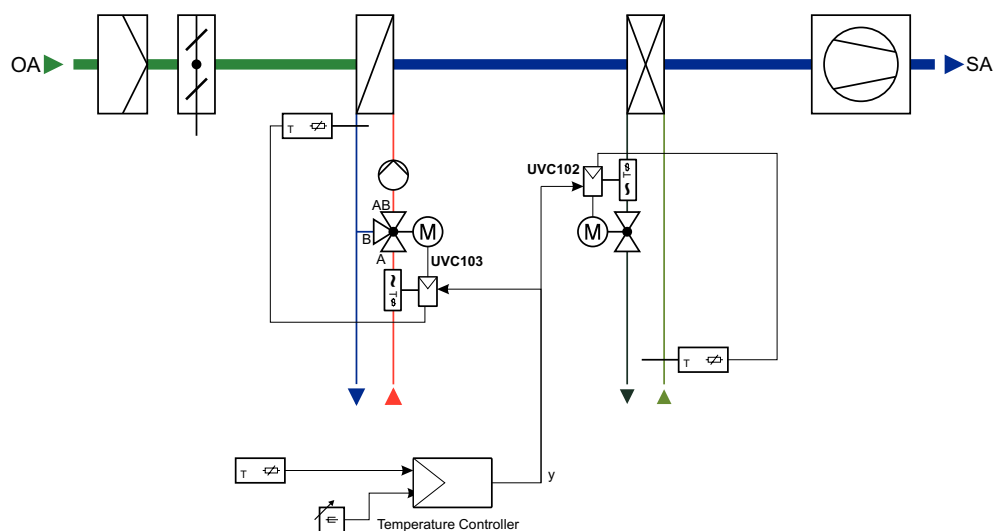 OA
SA
T
UVC102
T
AB
M
B
M
A
UVC103
T
T
T
y
Temperature Controller